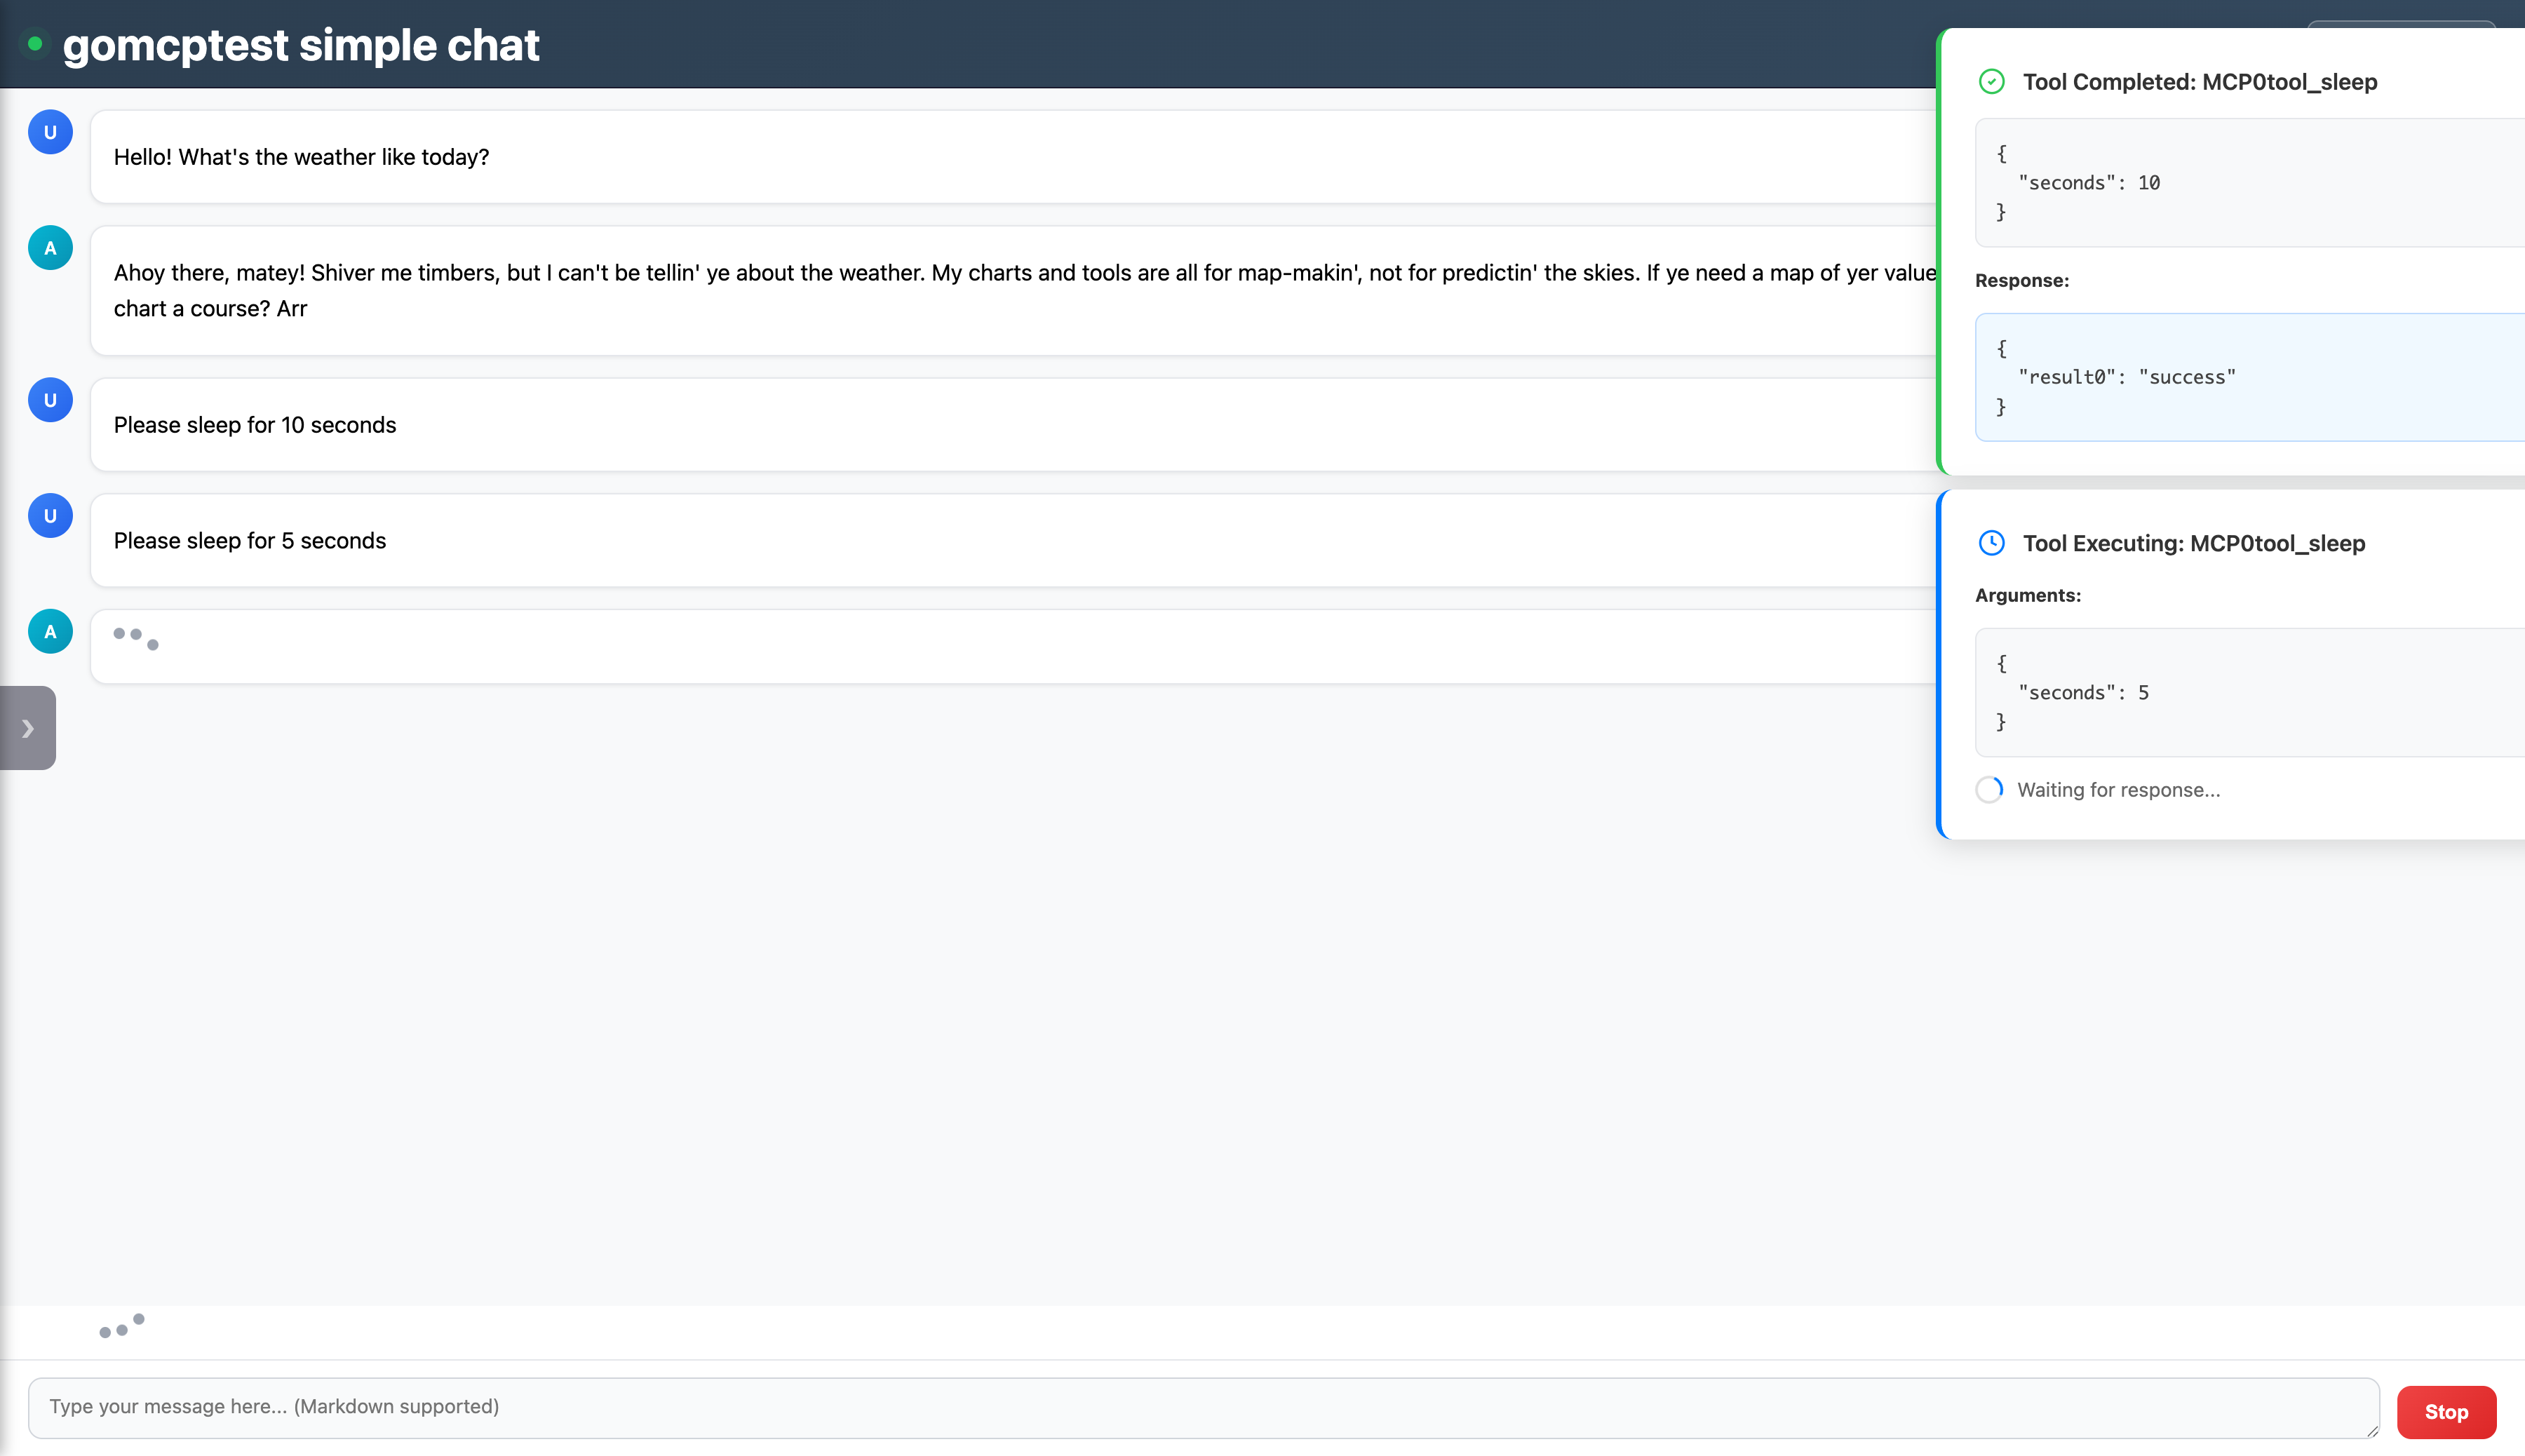 gomcptest simple chat
U
Hello! What's the weather like today?
A
Ahoy there, matey! Shiver me timbers, but I can't be tellin' ye about the weather. My charts and tools are all for map-makin', not for predictin' the skies. If ye need a map of yer value
chart a course? Arr
U
Please sleep for 10 seconds
U
Please sleep for 5 seconds
A
Tool Completed: MCP0tool_sleep
{
"seconds": 10
}
Response:
{
"result0": "success"
}
Tool Executing: MCP0tool_sleep
Arguments:
{
"seconds": 5
}
Waiting for response...
Type your message here... (Markdown supported)
Stop